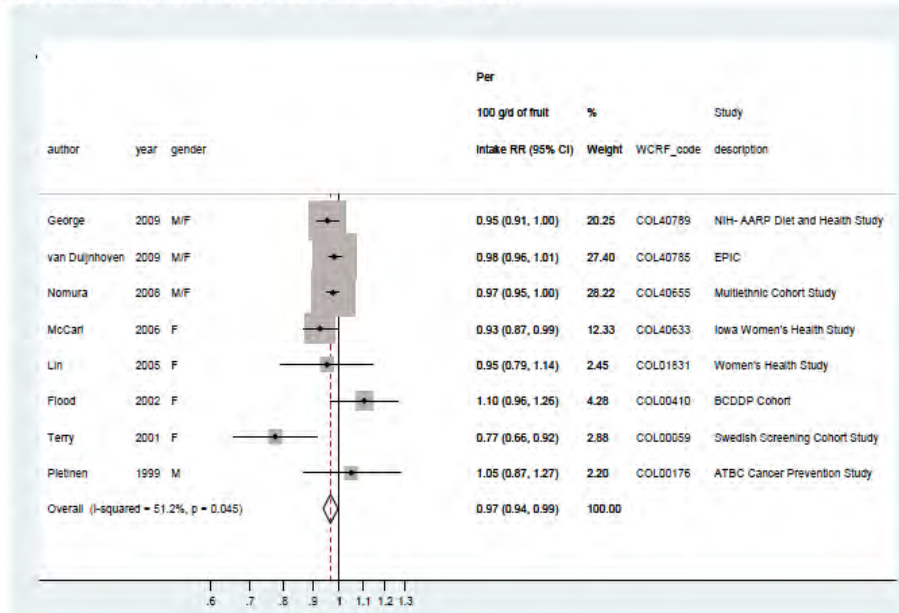 Per
100 g/d of fruit % Study
author year gender Intake RR (95% CI) Weight WCRF_code description
George 2009 M/F 0.95 (0.91, 1.00) 20.25 COL40789 NIH- AARP Diet and Health Study
van Duijnhoven 2009 M/F 0.98 (0.96, 1.01) 27.40 COL40785 EPIC
Nomura 2008 M/F 0.97 (0.95, 1.00) 28.22 COL40655 Multiethnic Cohort Study
McCarl 2006 F 0.93 (0.87, 0.99) 12.33 COL40633 Iowa Women's Health Study
Lin 2005 F 0.95 (0.79, 1.14) 2.45 COL01831 Women's Health Study
Flood 2002 F 1.10 (0.96, 1.26) 4.28 COL00410 BCDDP Cohort
Terry 2001 F 0.77 (0.66, 0.92) 2.88 COL00059 Swedish Screening Cohort Study
Pietinen 1999 M 1.05 (0.87, 1.27) 2.20 COL00176 ATBC Cancer Prevention Study
Overall (I-squared = 51.2%, p = 0.045) 0.97 (0.94, 0.99) 100.00
.6 .7 .8 .9 1 1.1 1.2 1.3